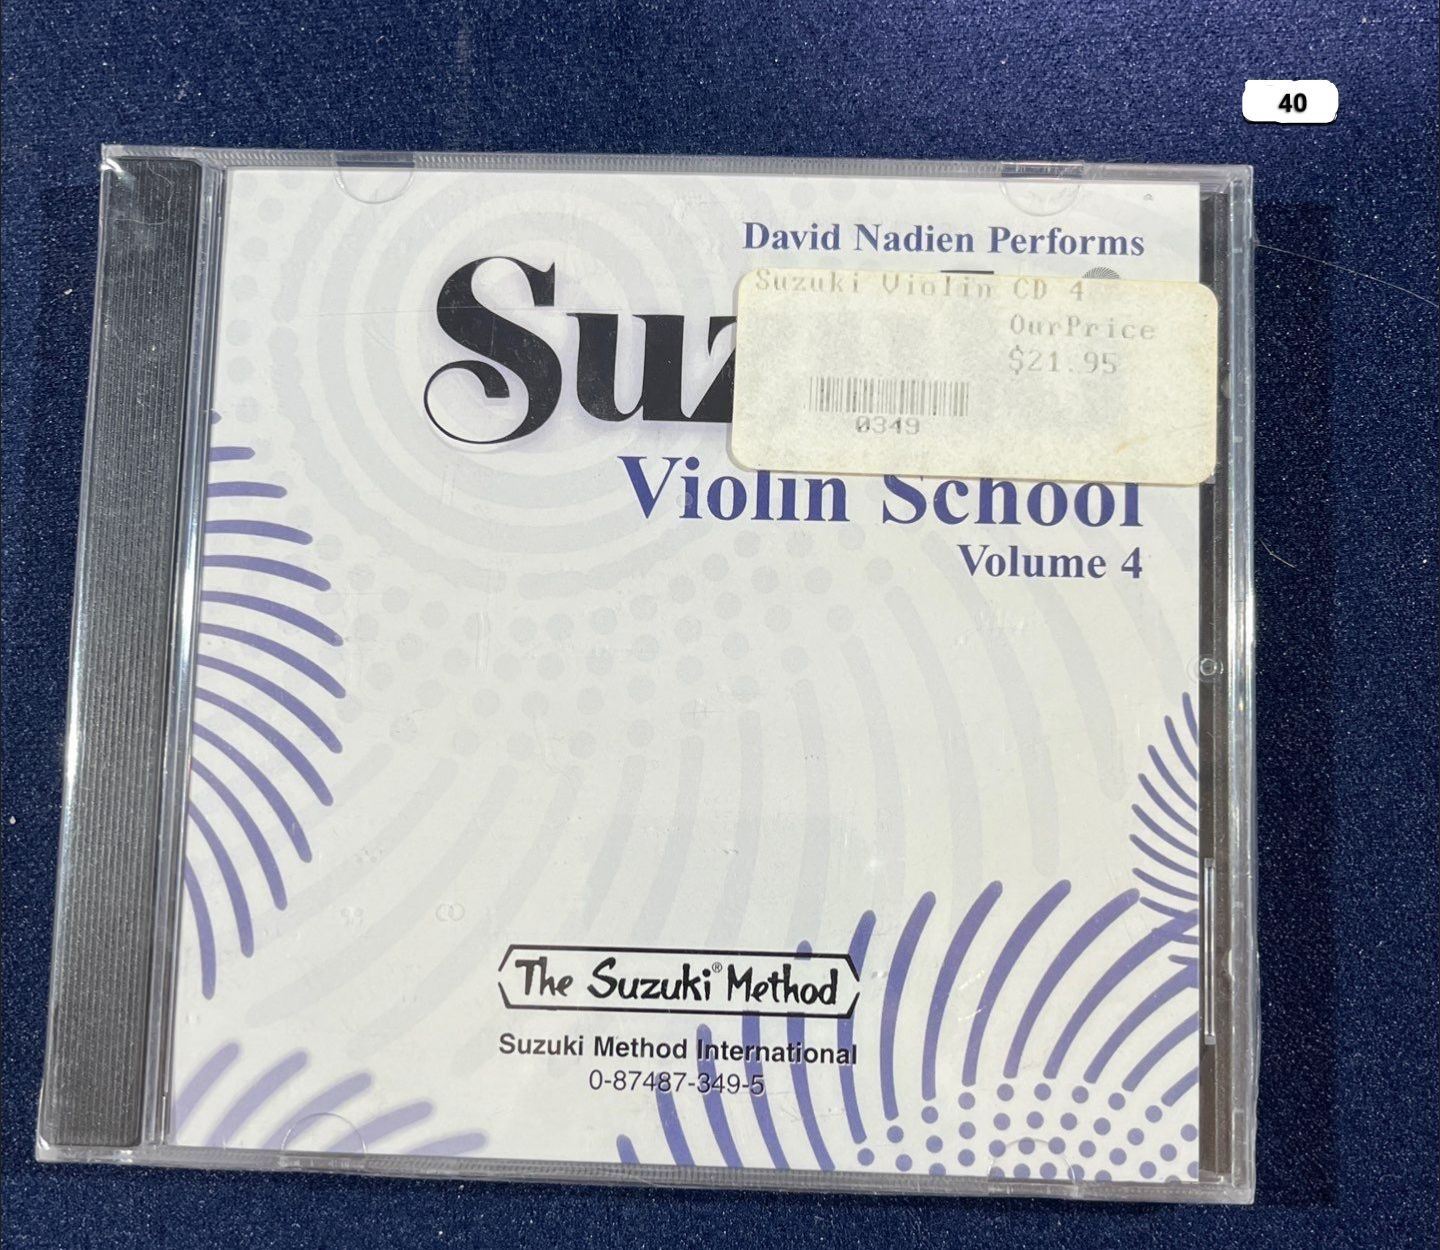 40
David Nadien Performs
Suz
Suzuki Violin CD 4
OurPrice
$21.95
0349
Violin School
Volume 4
The Suzuki® Method
Suzuki Method International
0-87487-349-5